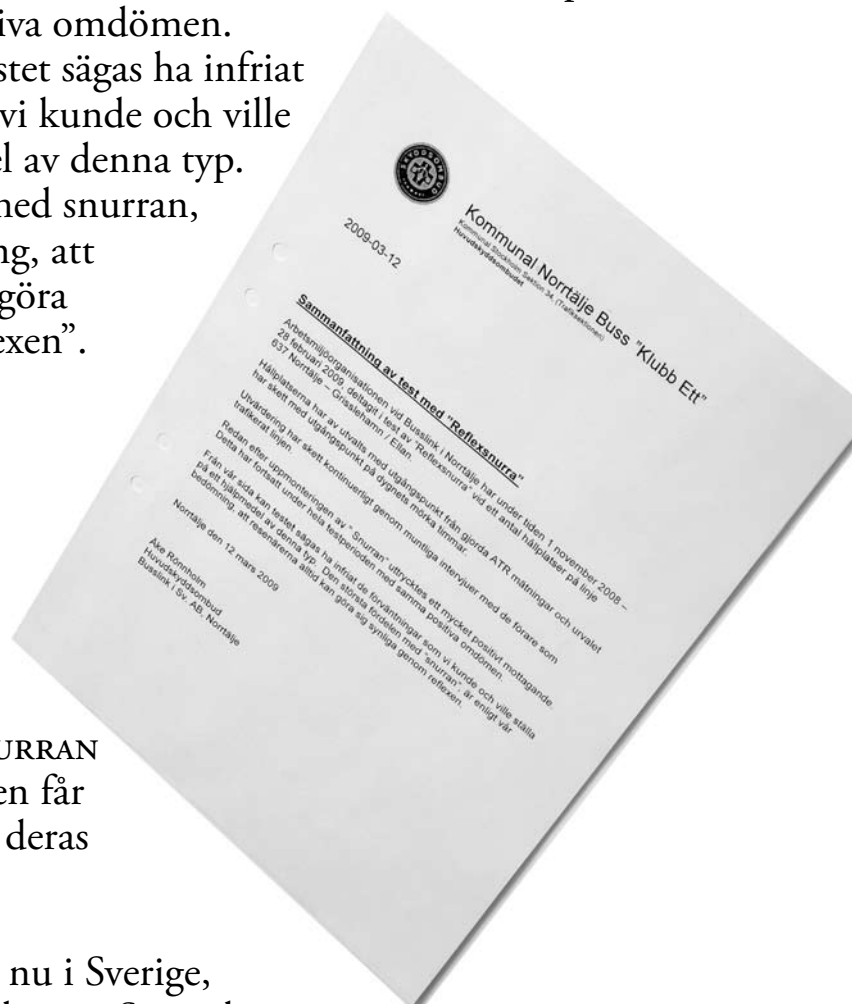 iva omdömen.
stet sägas ha infriat
vi kunde och ville
el av denna typ.
med snurran,
ng, att
göra
exen”.
SKYDDSOMBUD
Kommunal Norrtälje Buss "Klubb Ett"
Kommunal Stockholm Sektion 34, (Trafiksektionen)
Huvudskyddsombudet
2009-03-12
Sammanfattning av test med "Reflexsnurra"
Arbetsmiljöorganisationen vid Busslink i Norrtälje har under tiden 1 november 2008 –
28 februari 2009, deltagit i test av "Reflexsnurra" vid ett antal hållplatser på linje
637 Norrtälje – Grisslehamn / Ellan.
Hållplatserna har av utvalts med utgångspunkt från gjorda ATR mätningar och urvalet
har skett med utgångspunkt på dygnets mörka timmar.
Utvärdering har skett kontinuerligt genom muntliga intervjuer med de förare som
trafikerat linjen.
Redan efter uppmonteringen av " Snurran" uttrycktes ett mycket positivt mottagande.
Detta har fortsatt under hela testperioden med samma positiva omdömen.
Från vår sida kan testet sägas ha infriat de förväntningar som vi kunde och ville ställa
på ett hjälpmedel av denna typ. Den största fördelen med "snurran", är enligt vår
bedömning, att resenärerna alltid kan göra sig synliga genom reflexen.
Norrtälje den 12 mars 2009
Åke Rönnholm
Huvudskyddsombud
Busslink i Sv. AB, Norrtälje
URRAN
en får
deras
nu i Sverige,